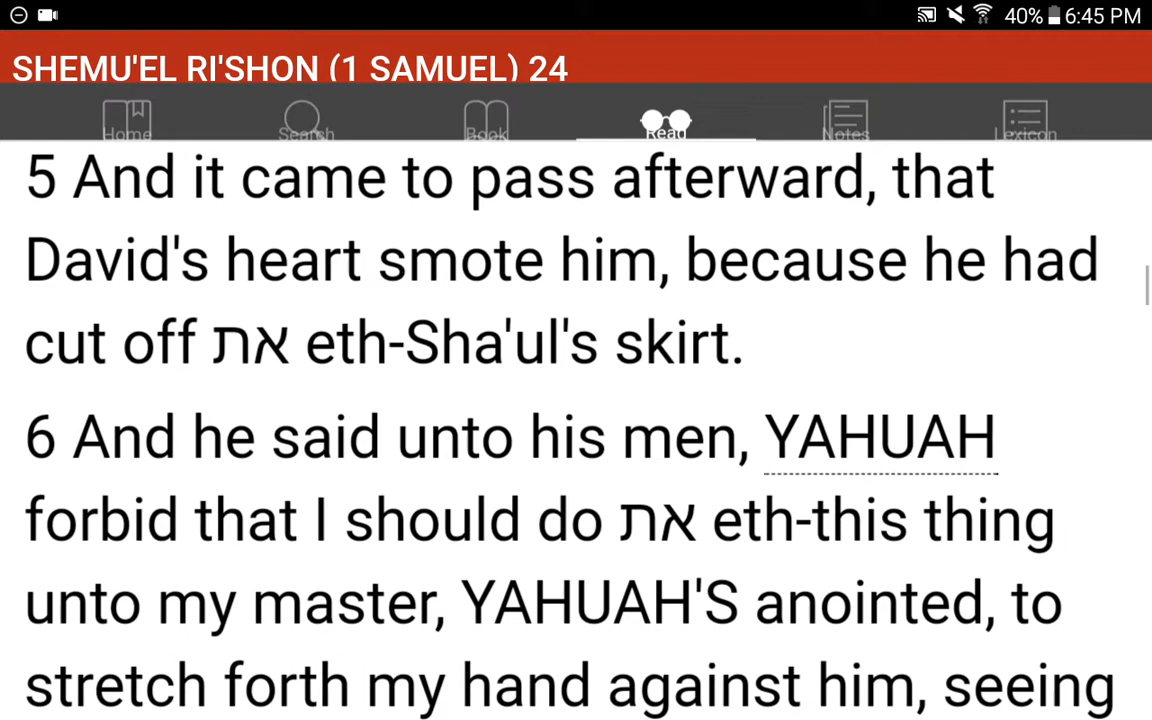 40% 6:45 PM
SHEMU'EL RI'SHON (1 SAMUEL) 24
Home Search Book Read Notes Lexicon
5 And it came to pass afterward, that
David's heart smote him, because he had
cut off את eth-Sha'ul's skirt.
6 And he said unto his men, YAHUAH
forbid that I should do את eth-this thing
unto my master, YAHUAH'S anointed, to
stretch forth my hand against him, seeing